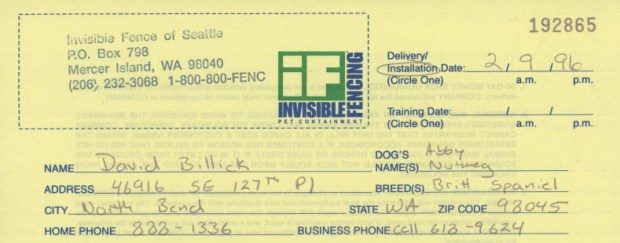 192865
Invisible Fence of Seattle
P.O. Box 798
Mercer Island, WA 98040
(206) 232-3068 1-800-800-FENC
iF
INVISIBLE
FENCING
PET CONTAINMENT
Delivery/
Installation Date: 2, 9, 96
(Circle One) a.m. p.m.
Training Date: / /
(Circle One) a.m. p.m.
NAME David Billick
DOG'S NAME(S) Abby Nutmeg
ADDRESS 46916 SE 127TH Pl BREED(S) Britt Spaniel
CITY North Bend STATE WA ZIP CODE 98045
HOME PHONE 888-1336 BUSINESS PHONE Cell 618-9624